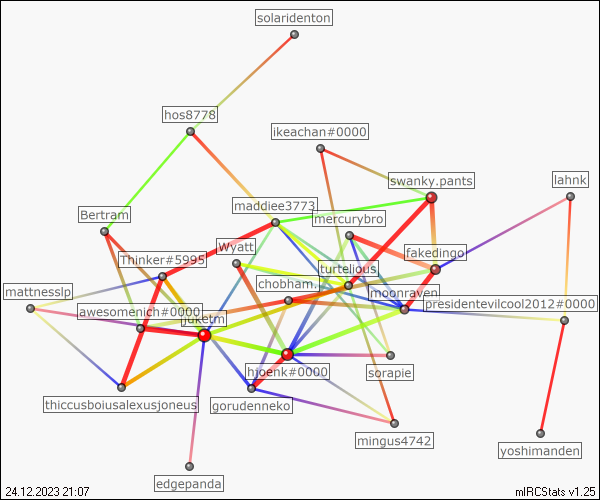 solaridenton
hos8778
ikeachan#0000
swanky.pants
lahnk
maddiee3773
Bertram
mercurybro
Wyatt
fakedingo
Thinker#5995
turtelious
chobham.
mattnesslp
moonraven
presidentevilcool2012#0000
awesomenich#0000
juketm
hjoenk#0000
sorapie
thiccusboiusalexusjoneus
gorudenneko
mingus4742
yoshimanden
edgepanda
24.12.2023 21:07
mIRCStats v1.25